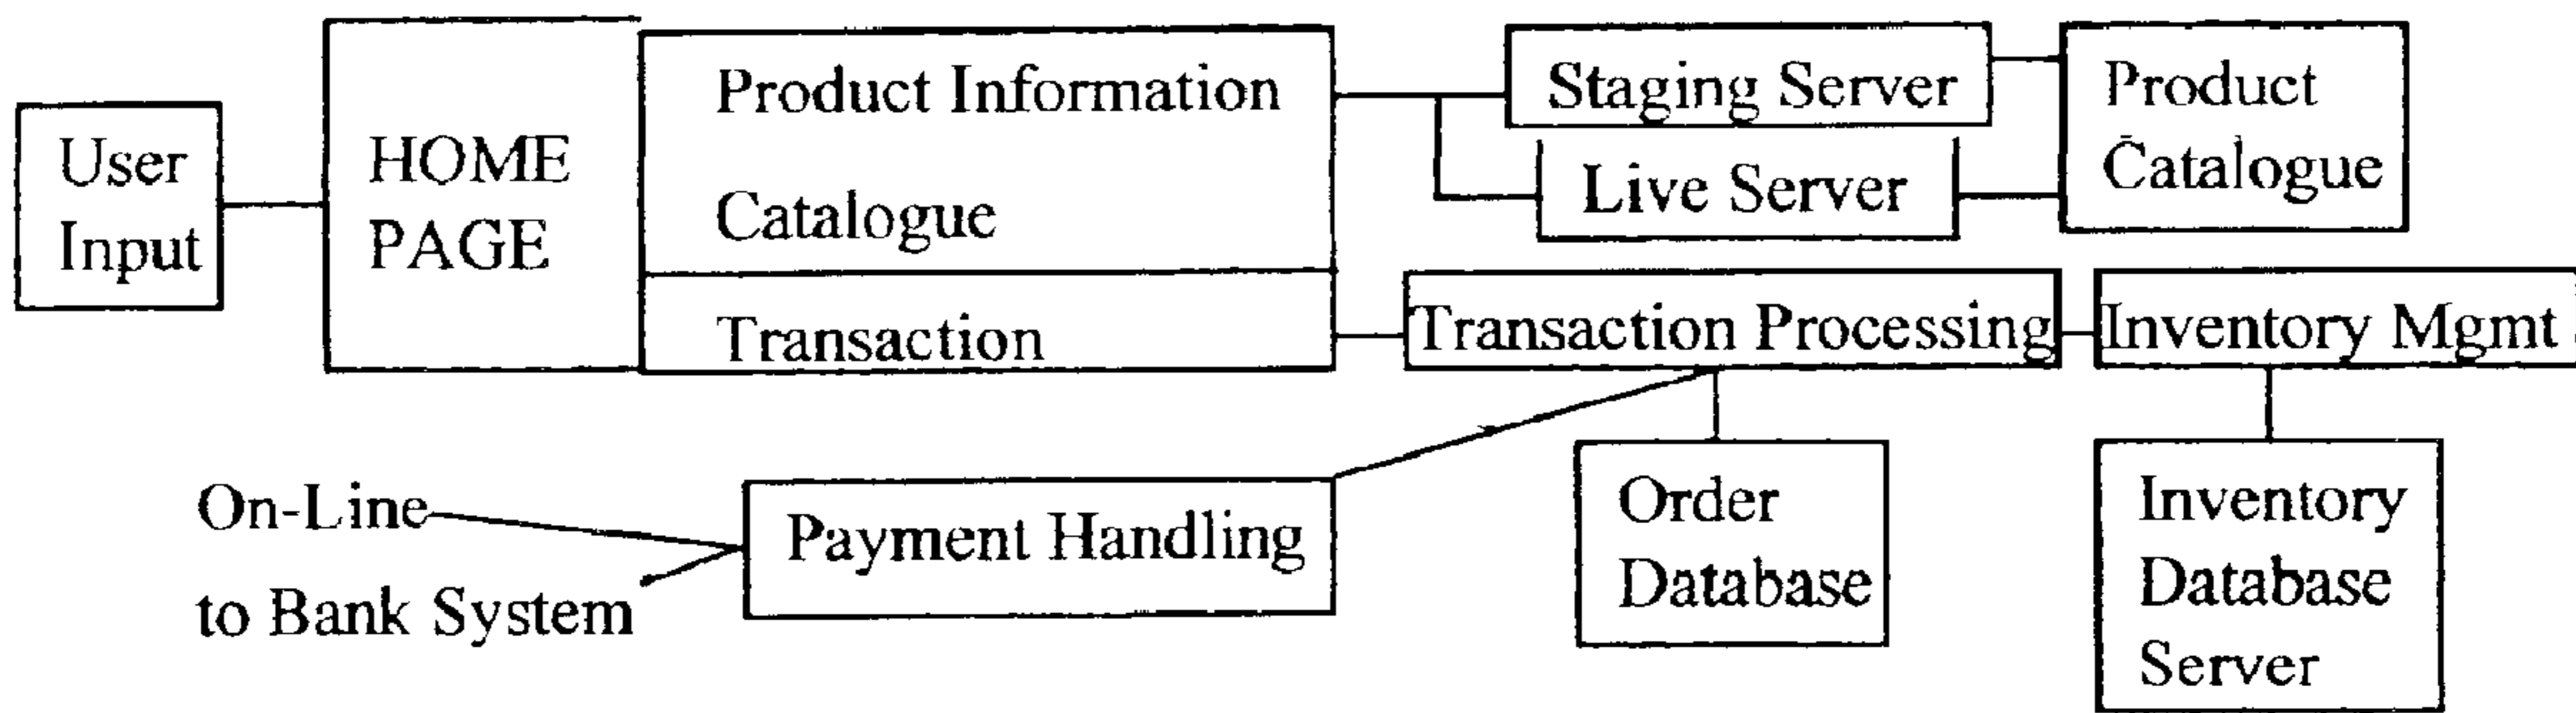 User
Input
HOME
PAGE
Product Information
Catalogue
Transaction
Staging Server
Live Server
Product
Catalogue
Transaction Processing
Inventory Mgmt
On-Line
to Bank System
Payment Handling
Order
Database
Inventory
Database
Server